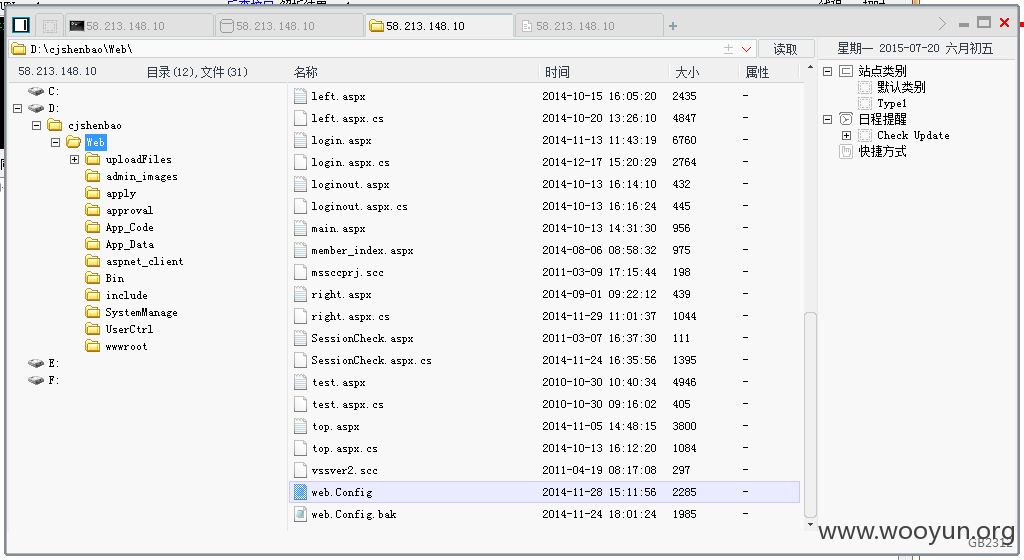 58.213.148.10 58.213.148.10 58.213.148.10 58.213.148.10 +
D:\cjshenbao\Web\ 读取 星期一 2015-07-20 六月初五
58.213.148.10 目录(12),文件(31) 名称 时间 大小 属性
C:
D:
cjshenbao
Web
uploadFiles
admin_images
apply
approval
App_Code
App_Data
aspnet_client
Bin
include
SystemManage
UserCtrl
wwwroot
E:
F:
left.aspx 2014-10-15 16:05:20 2435 -
left.aspx.cs 2014-10-20 13:26:10 4847 -
login.aspx 2014-11-13 11:43:19 6760 -
login.aspx.cs 2014-12-17 15:20:29 2764 -
loginout.aspx 2014-10-13 16:14:10 432 -
loginout.aspx.cs 2014-10-13 16:16:24 445 -
main.aspx 2014-10-13 14:31:30 956 -
member_index.aspx 2014-08-06 08:58:32 975 -
mssccprj.scc 2011-03-09 17:15:44 198 -
right.aspx 2014-09-01 09:22:12 439 -
right.aspx.cs 2014-11-29 11:01:37 1044 -
SessionCheck.aspx 2011-03-07 16:37:30 111 -
SessionCheck.aspx.cs 2014-11-24 16:35:56 1395 -
test.aspx 2010-10-30 10:40:34 4946 -
test.aspx.cs 2010-10-30 09:16:02 405 -
top.aspx 2014-11-05 14:48:15 3800 -
top.aspx.cs 2014-10-13 16:12:20 1084 -
vssver2.scc 2011-04-19 08:17:08 297 -
web.Config 2014-11-28 15:11:56 2285 -
web.Config.bak 2014-11-24 18:01:24 1985 -
站点类别
默认类别
Type1
日程提醒
Check Update
快捷方式
www.wooyun.org
GB2312